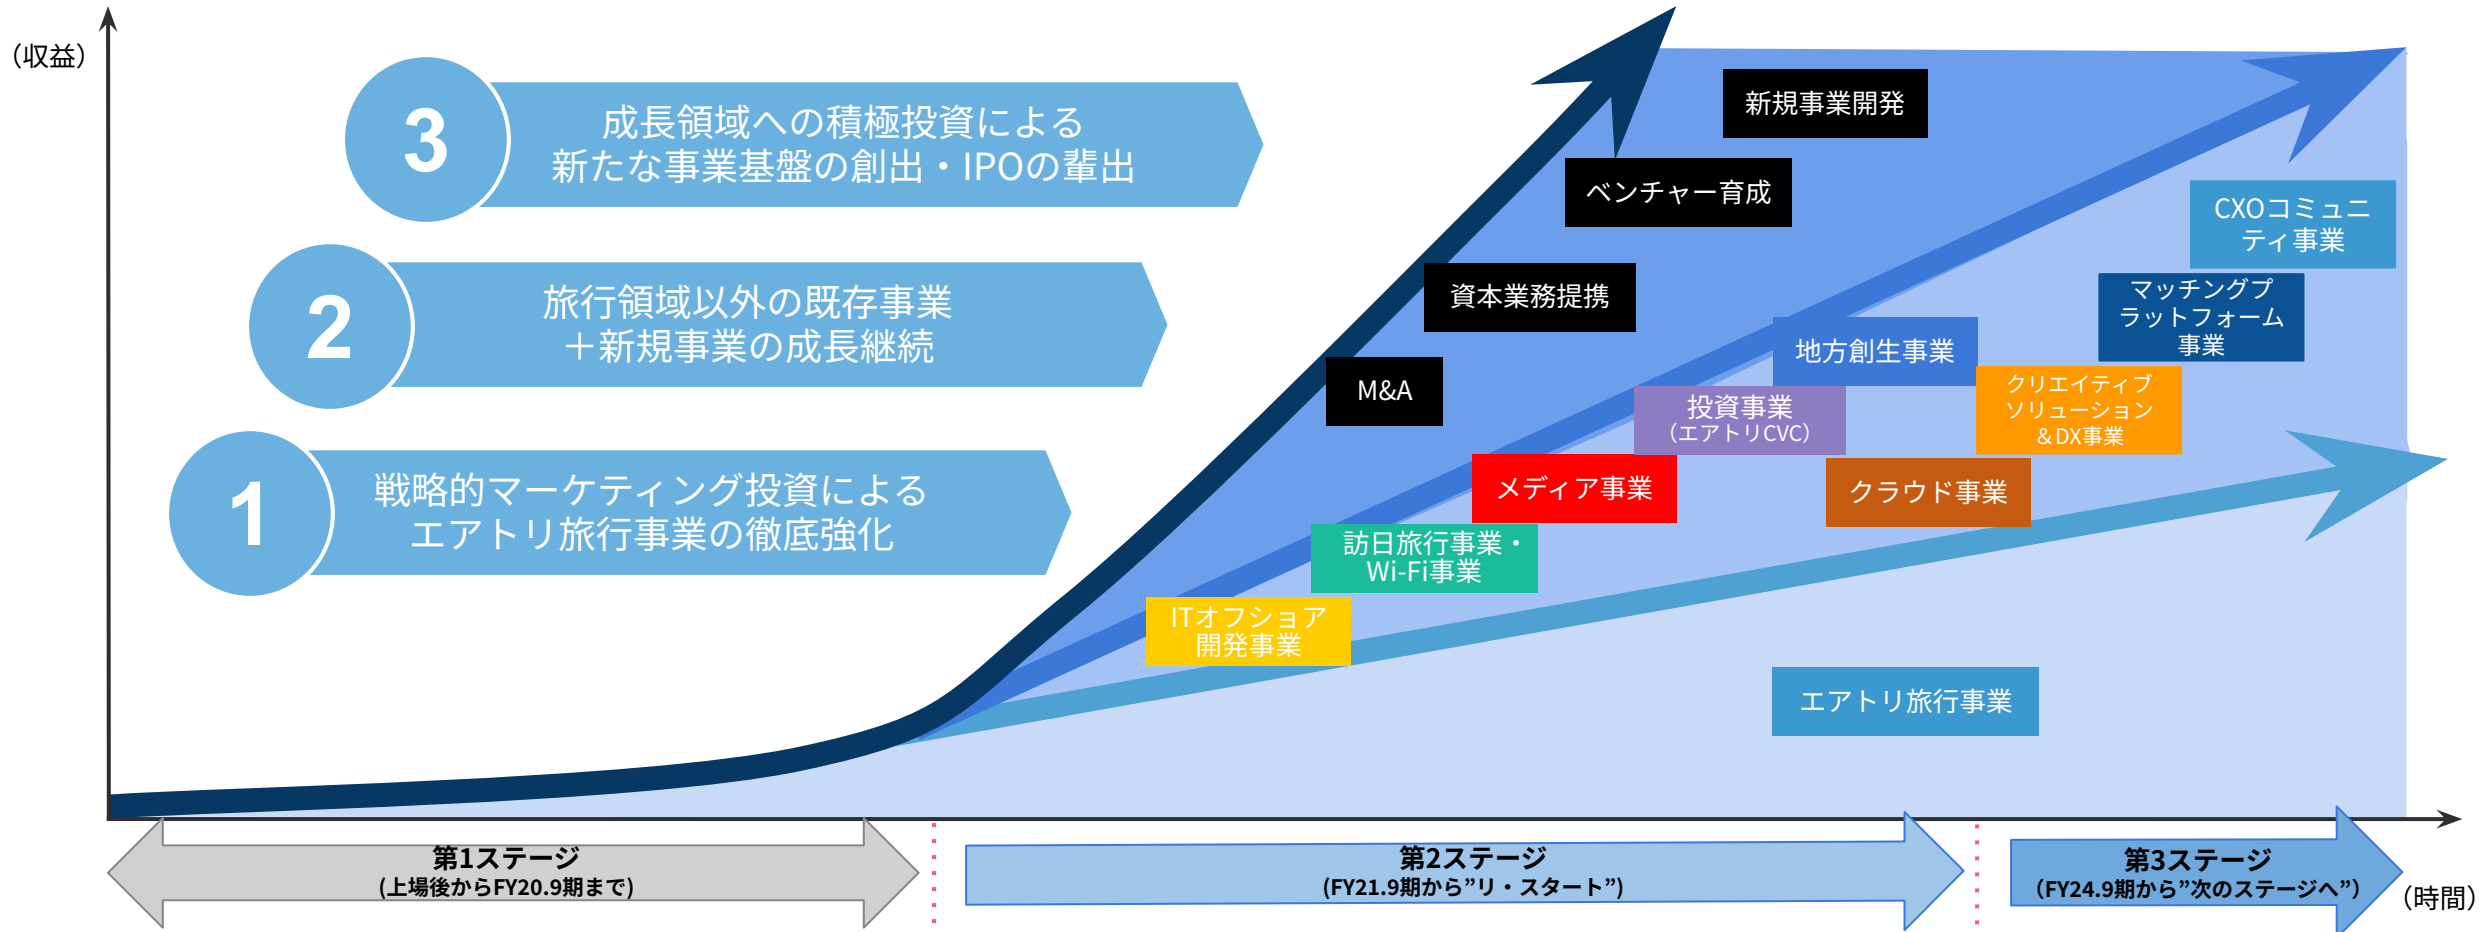 （収益）
3
成長領域への積極投資による
新たな事業基盤の創出・IPOの輩出
2
旅行領域以外の既存事業
＋新規事業の成長継続
1
戦略的マーケティング投資による
エアトリ旅行事業の徹底強化
新規事業開発
ベンチャー育成
資本業務提携
M&A
CXOコミュニ
ティ事業
マッチングプ
ラットフォーム
事業
地方創生事業
クリエイティブ
ソリューション
＆DX事業
投資事業
（エアトリCVC）
クラウド事業
メディア事業
訪日旅行事業・
Wi-Fi事業
ITオフショア
開発事業
エアトリ旅行事業
第1ステージ
(上場後からFY20.9期まで)
第2ステージ
(FY21.9期から”リ・スタート”)
第3ステージ
（FY24.9期から”次のステージへ”）
（時間）